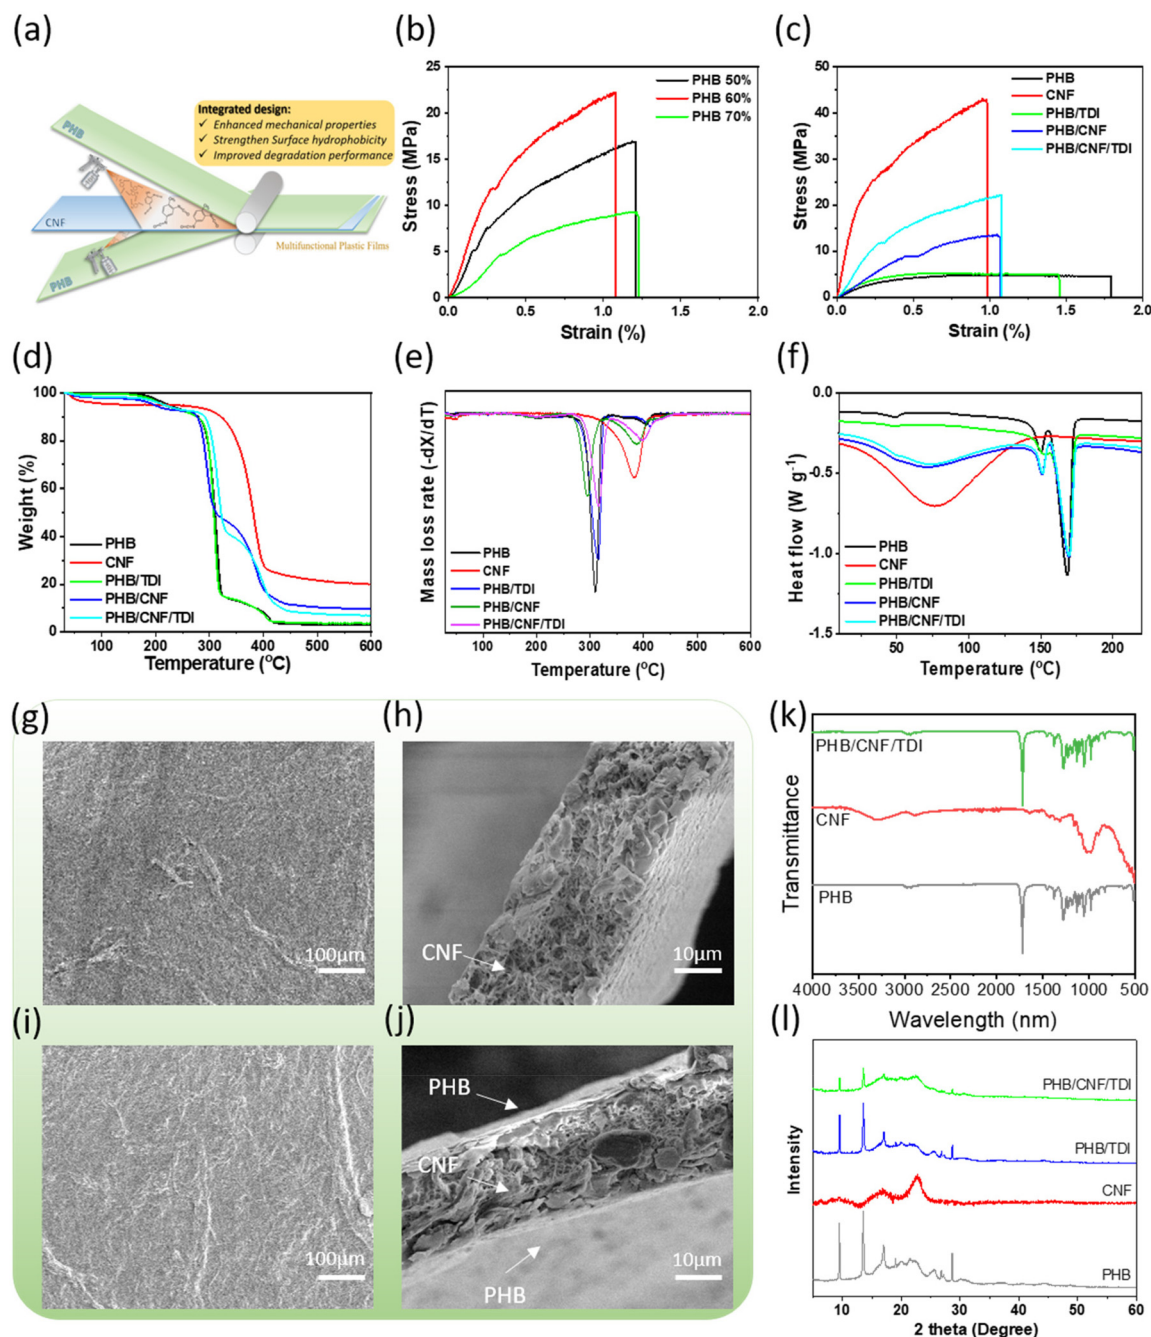 (a)
PHB
CNF
PHB
Integrated design:
✓ Enhanced mechanical properties
✓ Strengthen Surface hydrophobicity
✓ Improved degradation performance
Multifunctional Plastic Films
(b)
Stress (MPa)
25
20
15
10
5
0
0.0 0.5 1.0 1.5 2.0
Strain (%)
PHB 50%
PHB 60%
PHB 70%
(c)
Stress (MPa)
50
40
30
20
10
0
0.0 0.5 1.0 1.5 2.0
Strain (%)
PHB
CNF
PHB/TDI
PHB/CNF
PHB/CNF/TDI
(d)
Weight (%)
100
80
60
40
20
0
0 100 200 300 400 500 600
Temperature (°C)
PHB
CNF
PHB/TDI
PHB/CNF
PHB/CNF/TDI
(e)
Mass loss rate (-dX/dT)
100 200 300 400 500 600
Temperature (°C)
PHB
CNF
PHB/TDI
PHB/CNF
PHB/CNF/TDI
(f)
Heat flow (W g⁻¹)
0.0
-0.5
-1.0
-1.5
50 100 150 200
Temperature (°C)
PHB
CNF
PHB/TDI
PHB/CNF
PHB/CNF/TDI
(g)
100μm
(h)
CNF
10μm
(i)
100μm
(j)
PHB
CNF
PHB
10μm
(k)
PHB/CNF/TDI
CNF
PHB
Transmittance
4000 3500 3000 2500 2000 1500 1000 500
Wavelength (nm)
(l)
PHB/CNF/TDI
PHB/TDI
CNF
PHB
Intensity
10 20 30 40 50 60
2 theta (Degree)